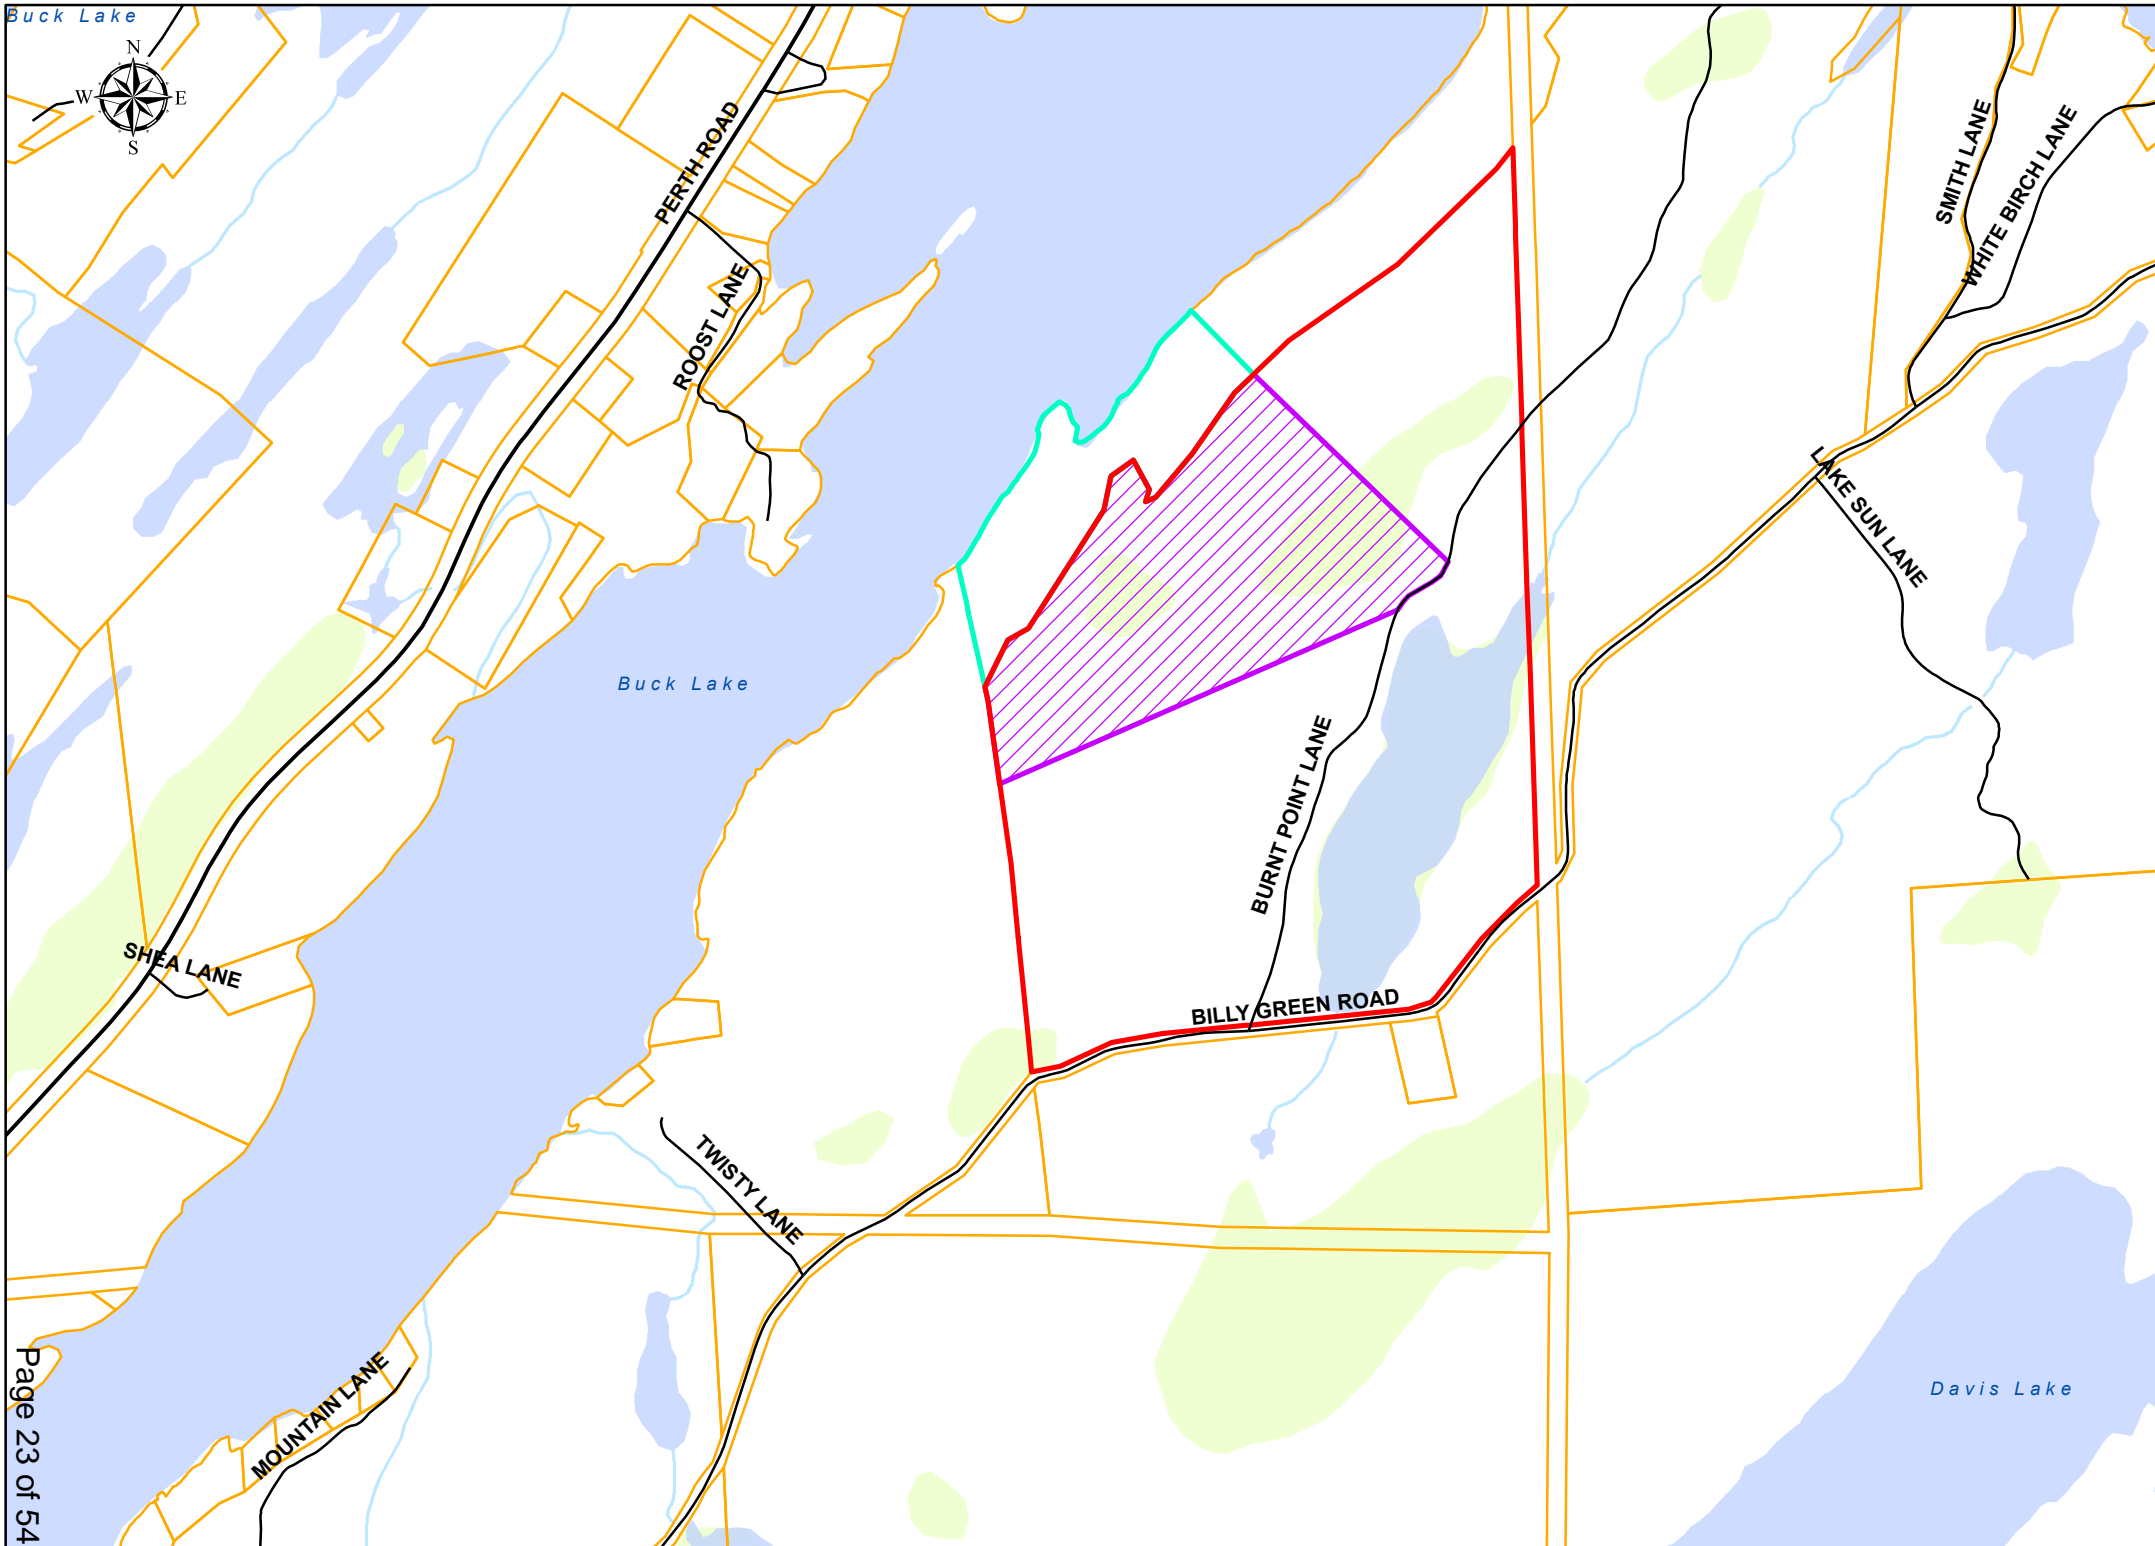 Buck Lake
N
W
E
S
PERTH ROAD
SMITH LANE
WHITE BIRCH LANE
ROOST LANE
LAKE SUN LANE
Buck Lake
BURNT POINT LANE
SHEA LANE
BILLY GREEN ROAD
TWISTY LANE
MOUNTAIN LANE
Davis Lake
Page 23 of 54